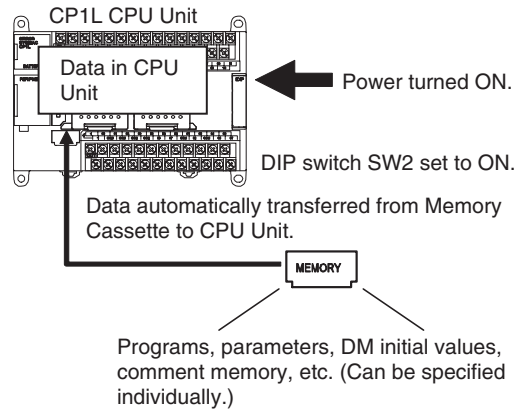 CP1L CPU Unit
Data in CPU
Unit
Power turned ON.
DIP switch SW2 set to ON.
Data automatically transferred from Memory
Cassette to CPU Unit.
MEMORY
Programs, parameters, DM initial values,
comment memory, etc. (Can be specified
individually.)